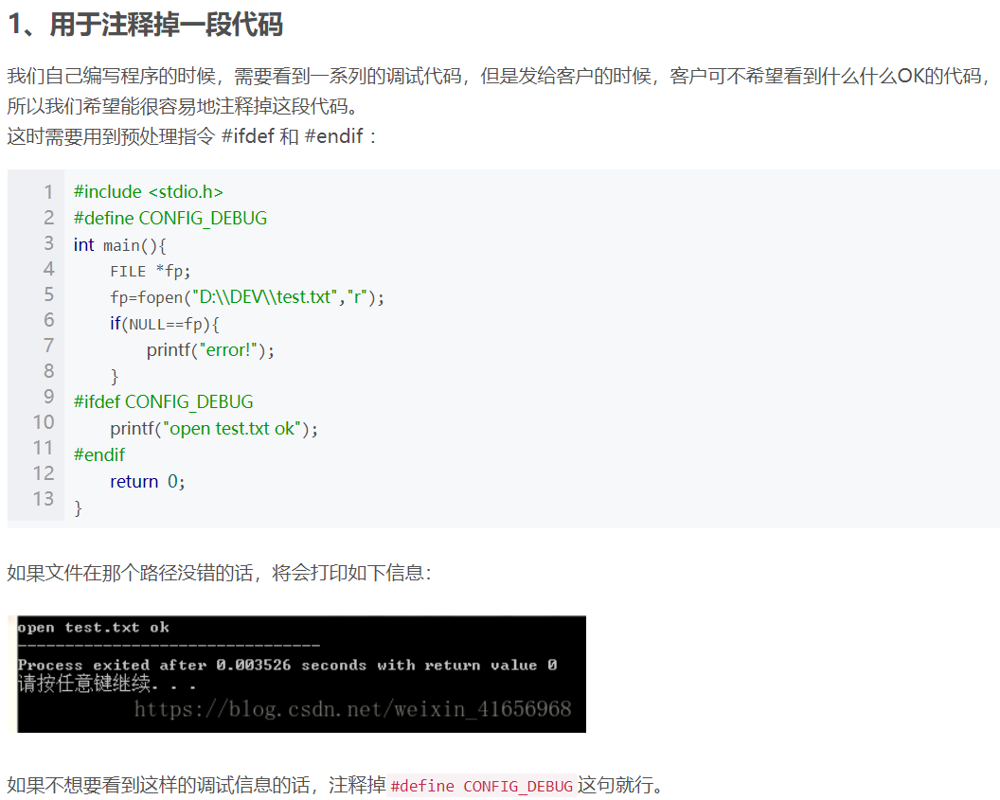 1、用于注释掉一段代码
我们自己编写程序的时候，需要看到一系列的调试代码，但是发给客户的时候，客户可不希望看到什么什么OK的代码，
所以我们希望能很容易地注释掉这段代码。
这时需要用到预处理指令 #ifdef 和 #endif ：
1 #include <stdio.h>
2 #define CONFIG_DEBUG
3 int main(){
4     FILE *fp;
5     fp=fopen("D:\\DEV\\test.txt","r");
6     if(NULL==fp){
7         printf("error!");
8     }
9 #ifdef CONFIG_DEBUG
10     printf("open test.txt ok");
11 #endif
12     return 0;
13 }
如果文件在那个路径没错的话，将会打印如下信息：
open test.txt ok
--------------------------------
Process exited after 0.003526 seconds with return value 0
请按任意键继续. . .
https://blog.csdn.net/weixin_41656968
如果不想要看到这样的调试信息的话，注释掉 #define CONFIG_DEBUG 这句就行。